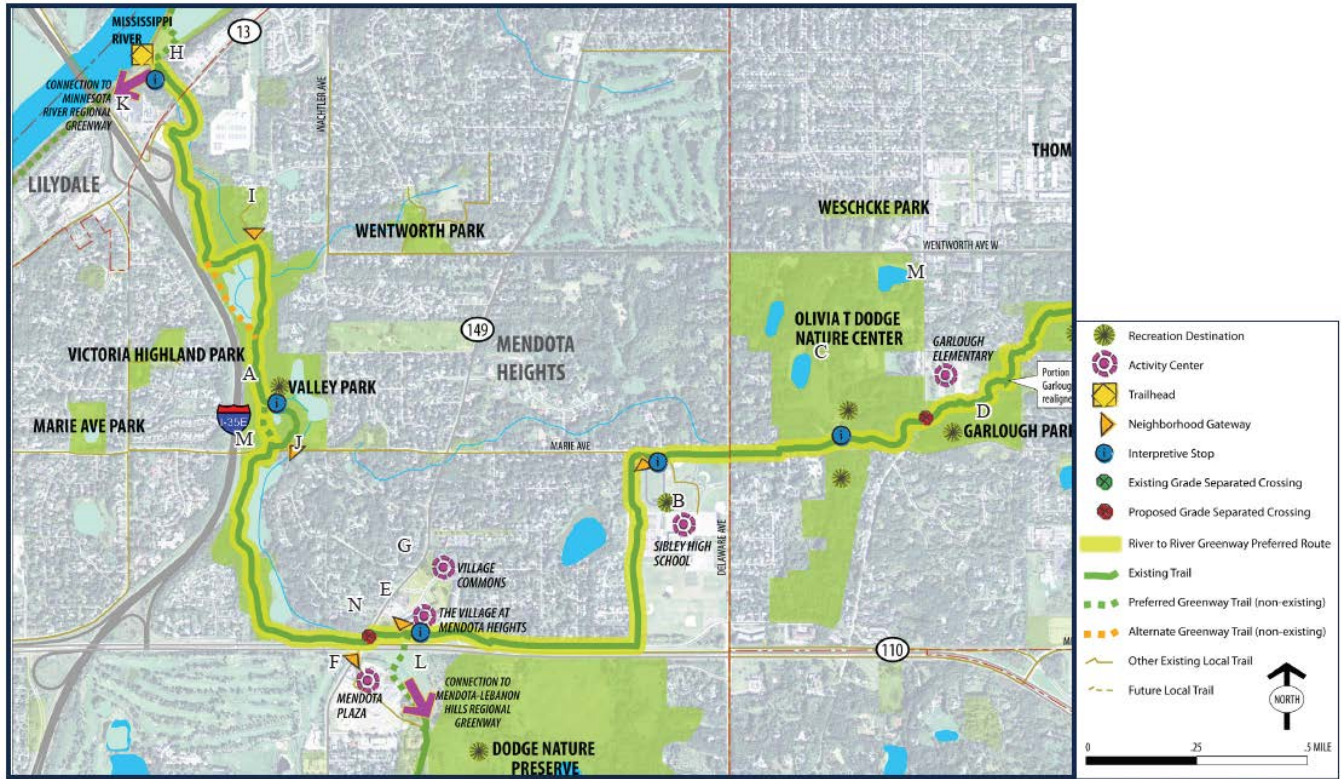 MISSISSIPPI
RIVER
H
13
CONNECTION TO
MINNESOTA
RIVER REGIONAL
GREENWAY
K
WACHTLER AVE
THOM
LILYDALE
I
WENTWORTH PARK
WESCHCKE PARK
WENTWORTH AVE W
M
149
MENDOTA
HEIGHTS
OLIVIA T DODGE
NATURE CENTER
C
GARLOUGH
ELEMENTARY
VICTORIA HIGHLAND PARK
A
VALLEY PARK
Portion
Garloug
realigne
MARIE AVE PARK
I-35E
M
J
MARIE AVE
D
GARLOUGH PARK
B
SIBLEY HIGH
SCHOOL
DELAWARE AVE
G
VILLAGE
COMMONS
E
N
THE VILLAGE AT
MENDOTA HEIGHTS
110
F
L
MENDOTA
PLAZA
CONNECTION TO
MENDOTA-LEBANON
HILLS REGIONAL
GREENWAY
DODGE NATURE
PRESERVE
Recreation Destination
Activity Center
Trailhead
Neighborhood Gateway
i Interpretive Stop
Existing Grade Separated Crossing
Proposed Grade Separated Crossing
River to River Greenway Preferred Route
Existing Trail
Preferred Greenway Trail (non-existing)
Alternate Greenway Trail (non-existing)
Other Existing Local Trail
Future Local Trail
NORTH
0 .25 .5 MILE